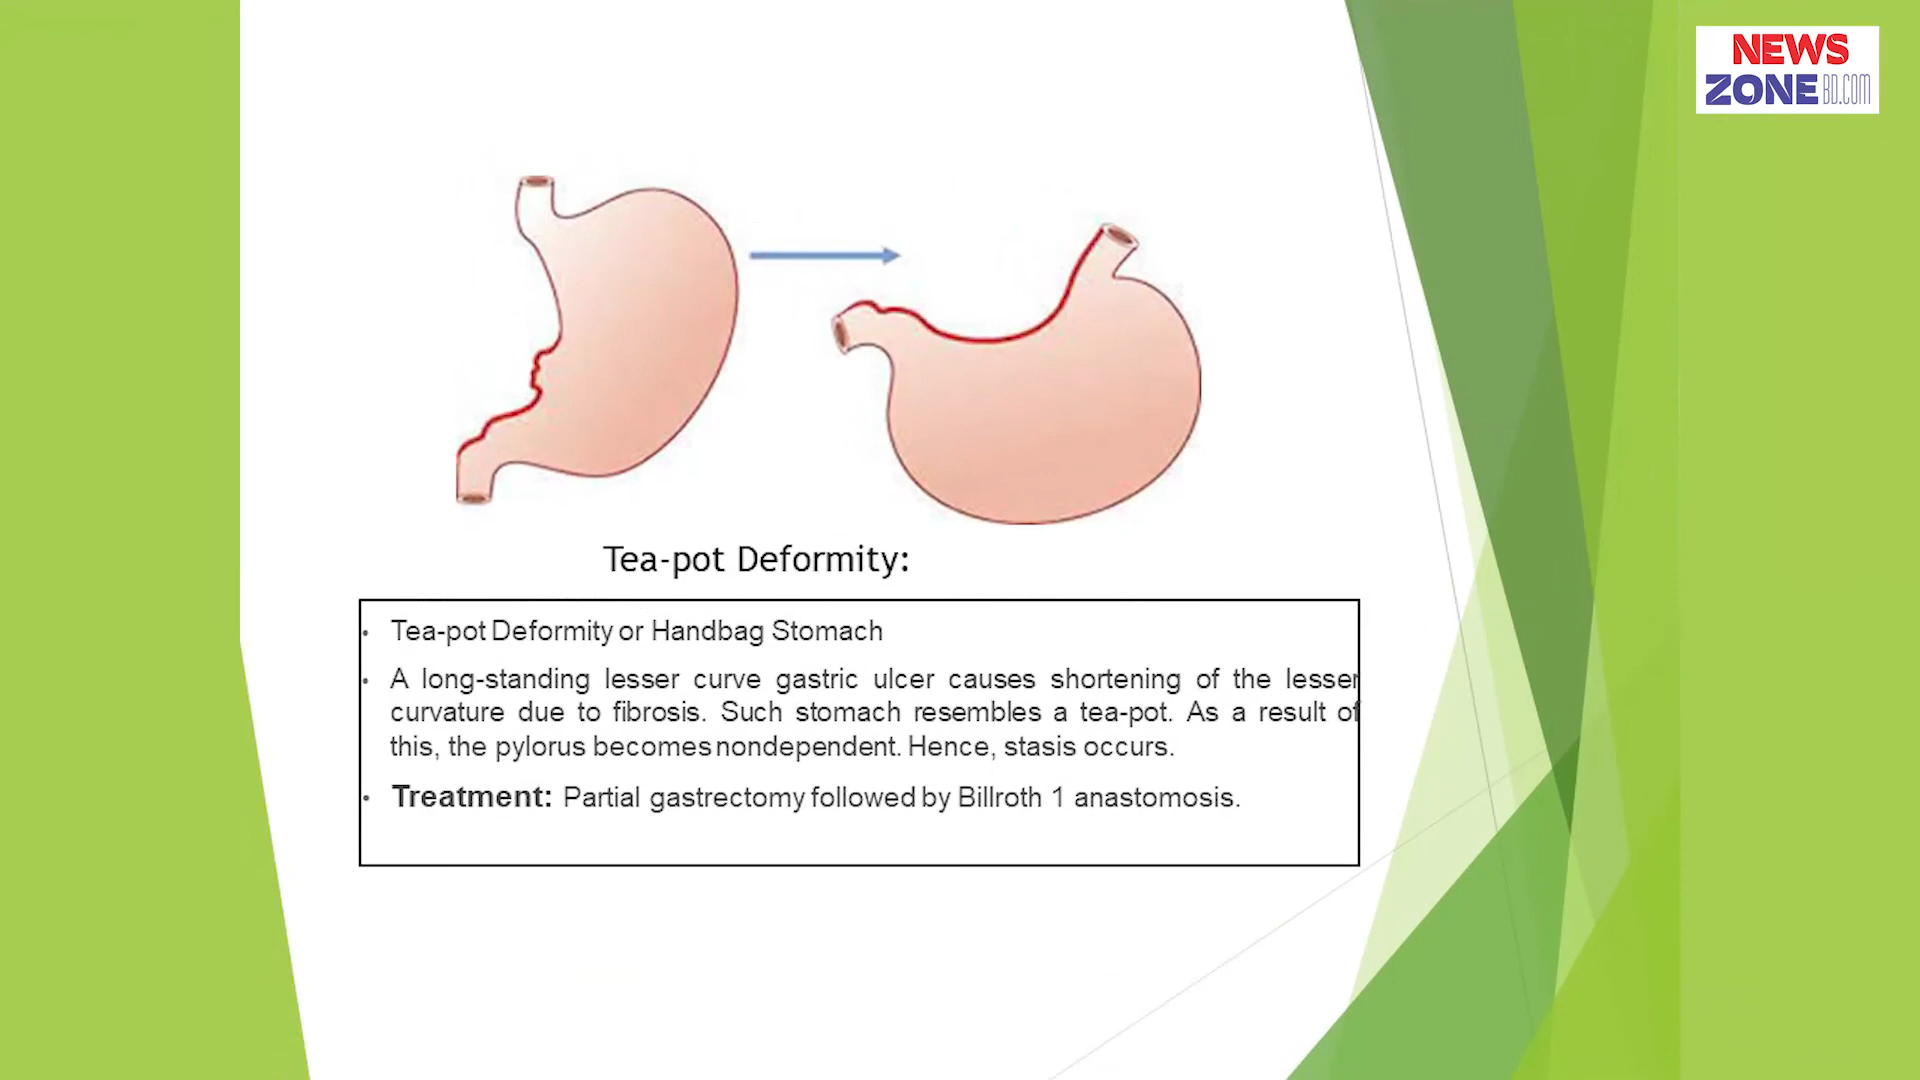 NEWS
ZONE BD.COM
Tea-pot Deformity:
• Tea-pot Deformity or Handbag Stomach
• A long-standing lesser curve gastric ulcer causes shortening of the lesser
curvature due to fibrosis. Such stomach resembles a tea-pot. As a result of
this, the pylorus becomes nondependent. Hence, stasis occurs.
• Treatment: Partial gastrectomy followed by Billroth 1 anastomosis.